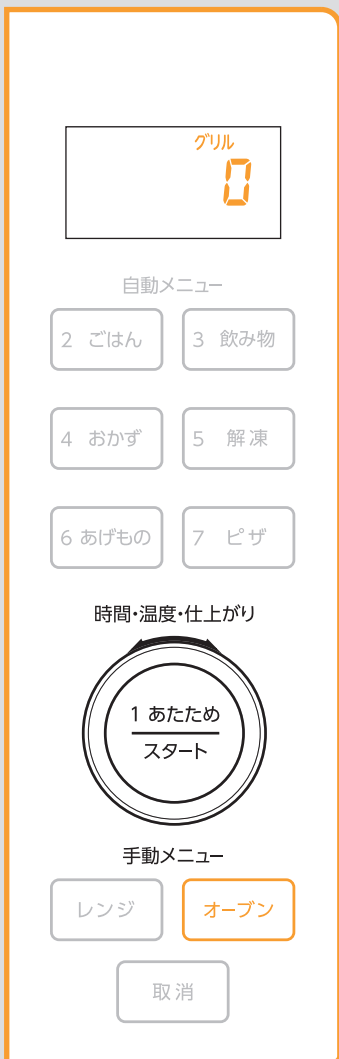 グリル
0
自動メニュー
2 ごはん
3 飲み物
4 おかず
5 解凍
6 あげもの
7 ピザ
時間・温度・仕上がり
1 あたため
スタート
手動メニュー
レンジ
オーブン
取消